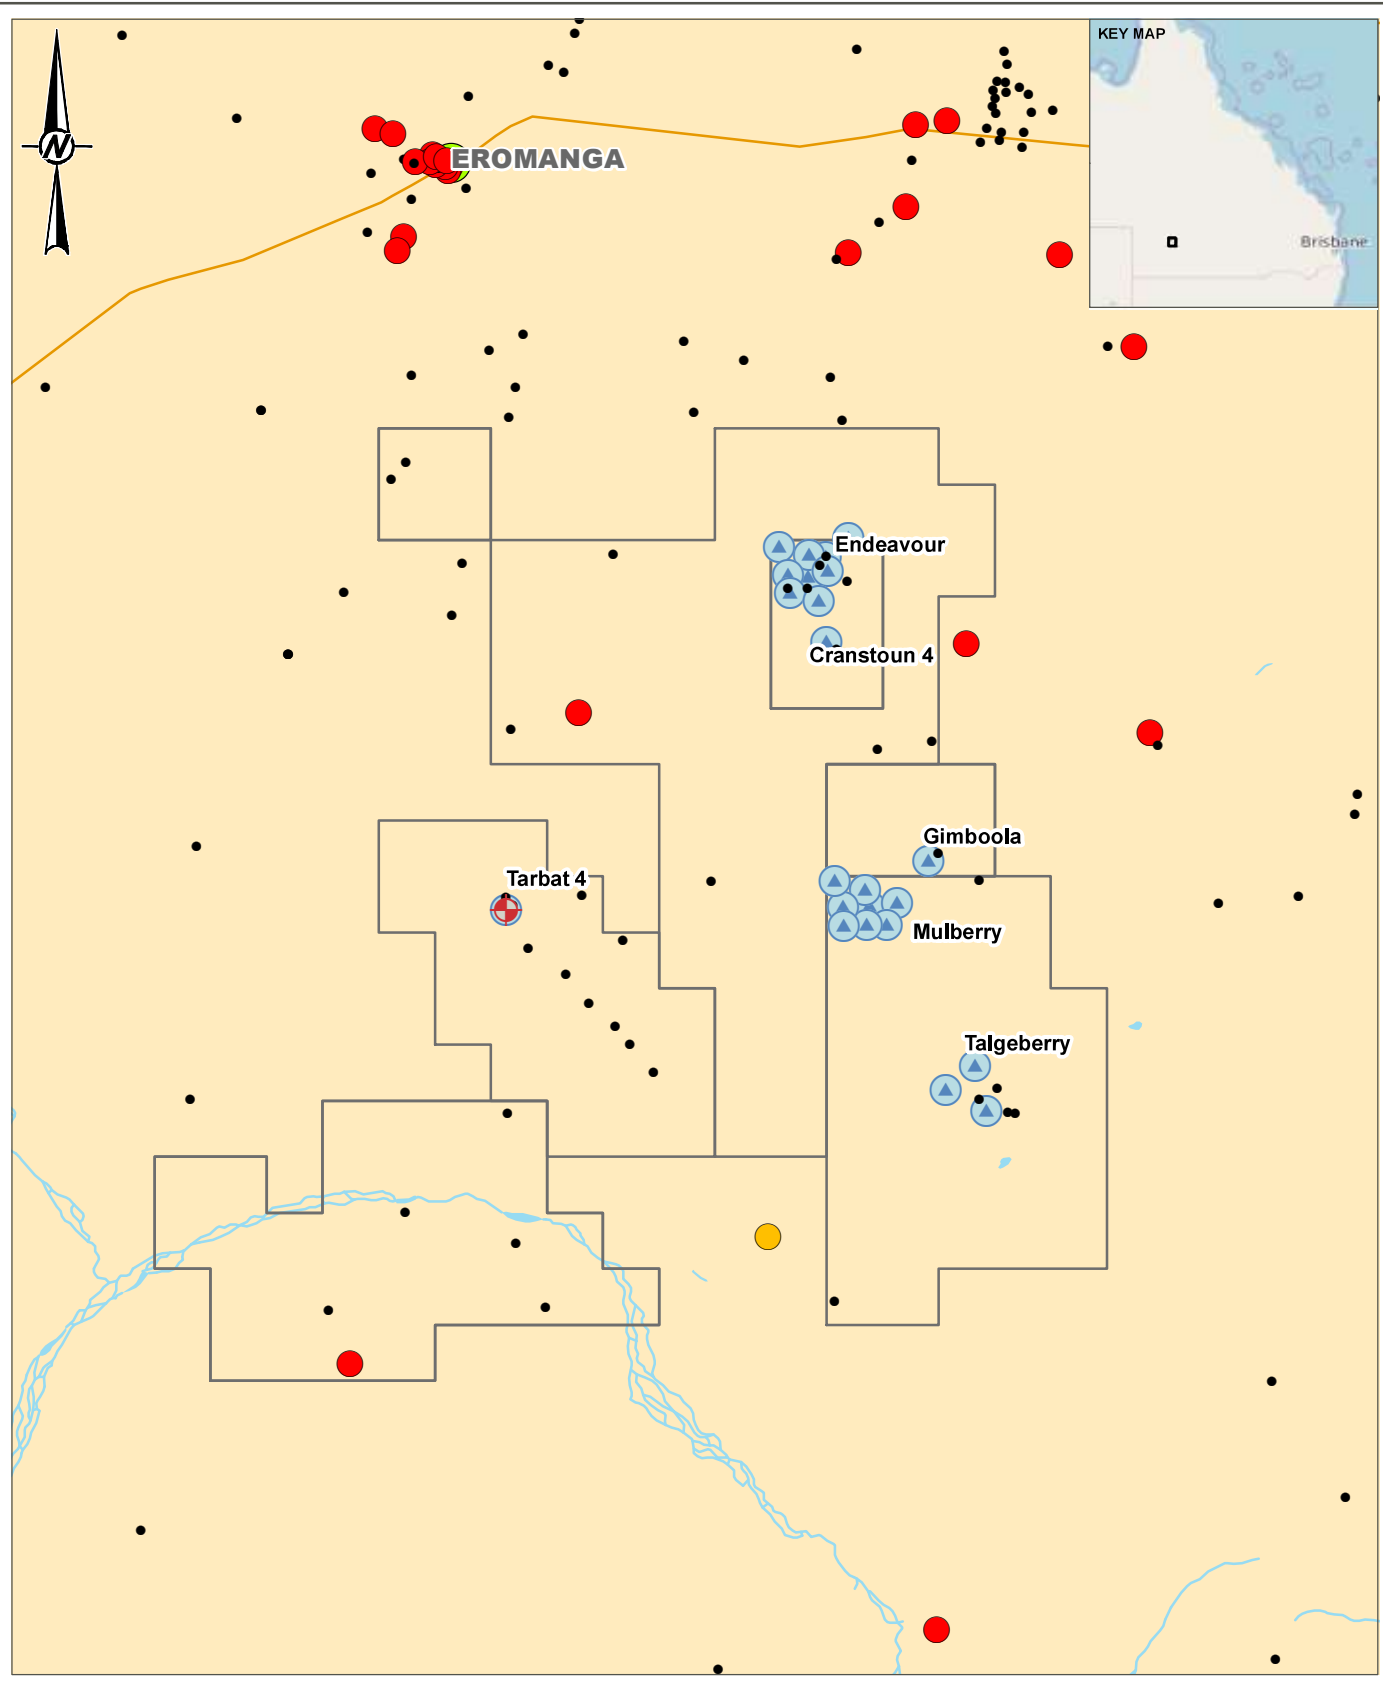 KEY MAP
N
EROMANGA
Brisbane
Endeavour
Cranstoun 4
Gimboola
Tarbat 4
Mulberry
Talgeberry